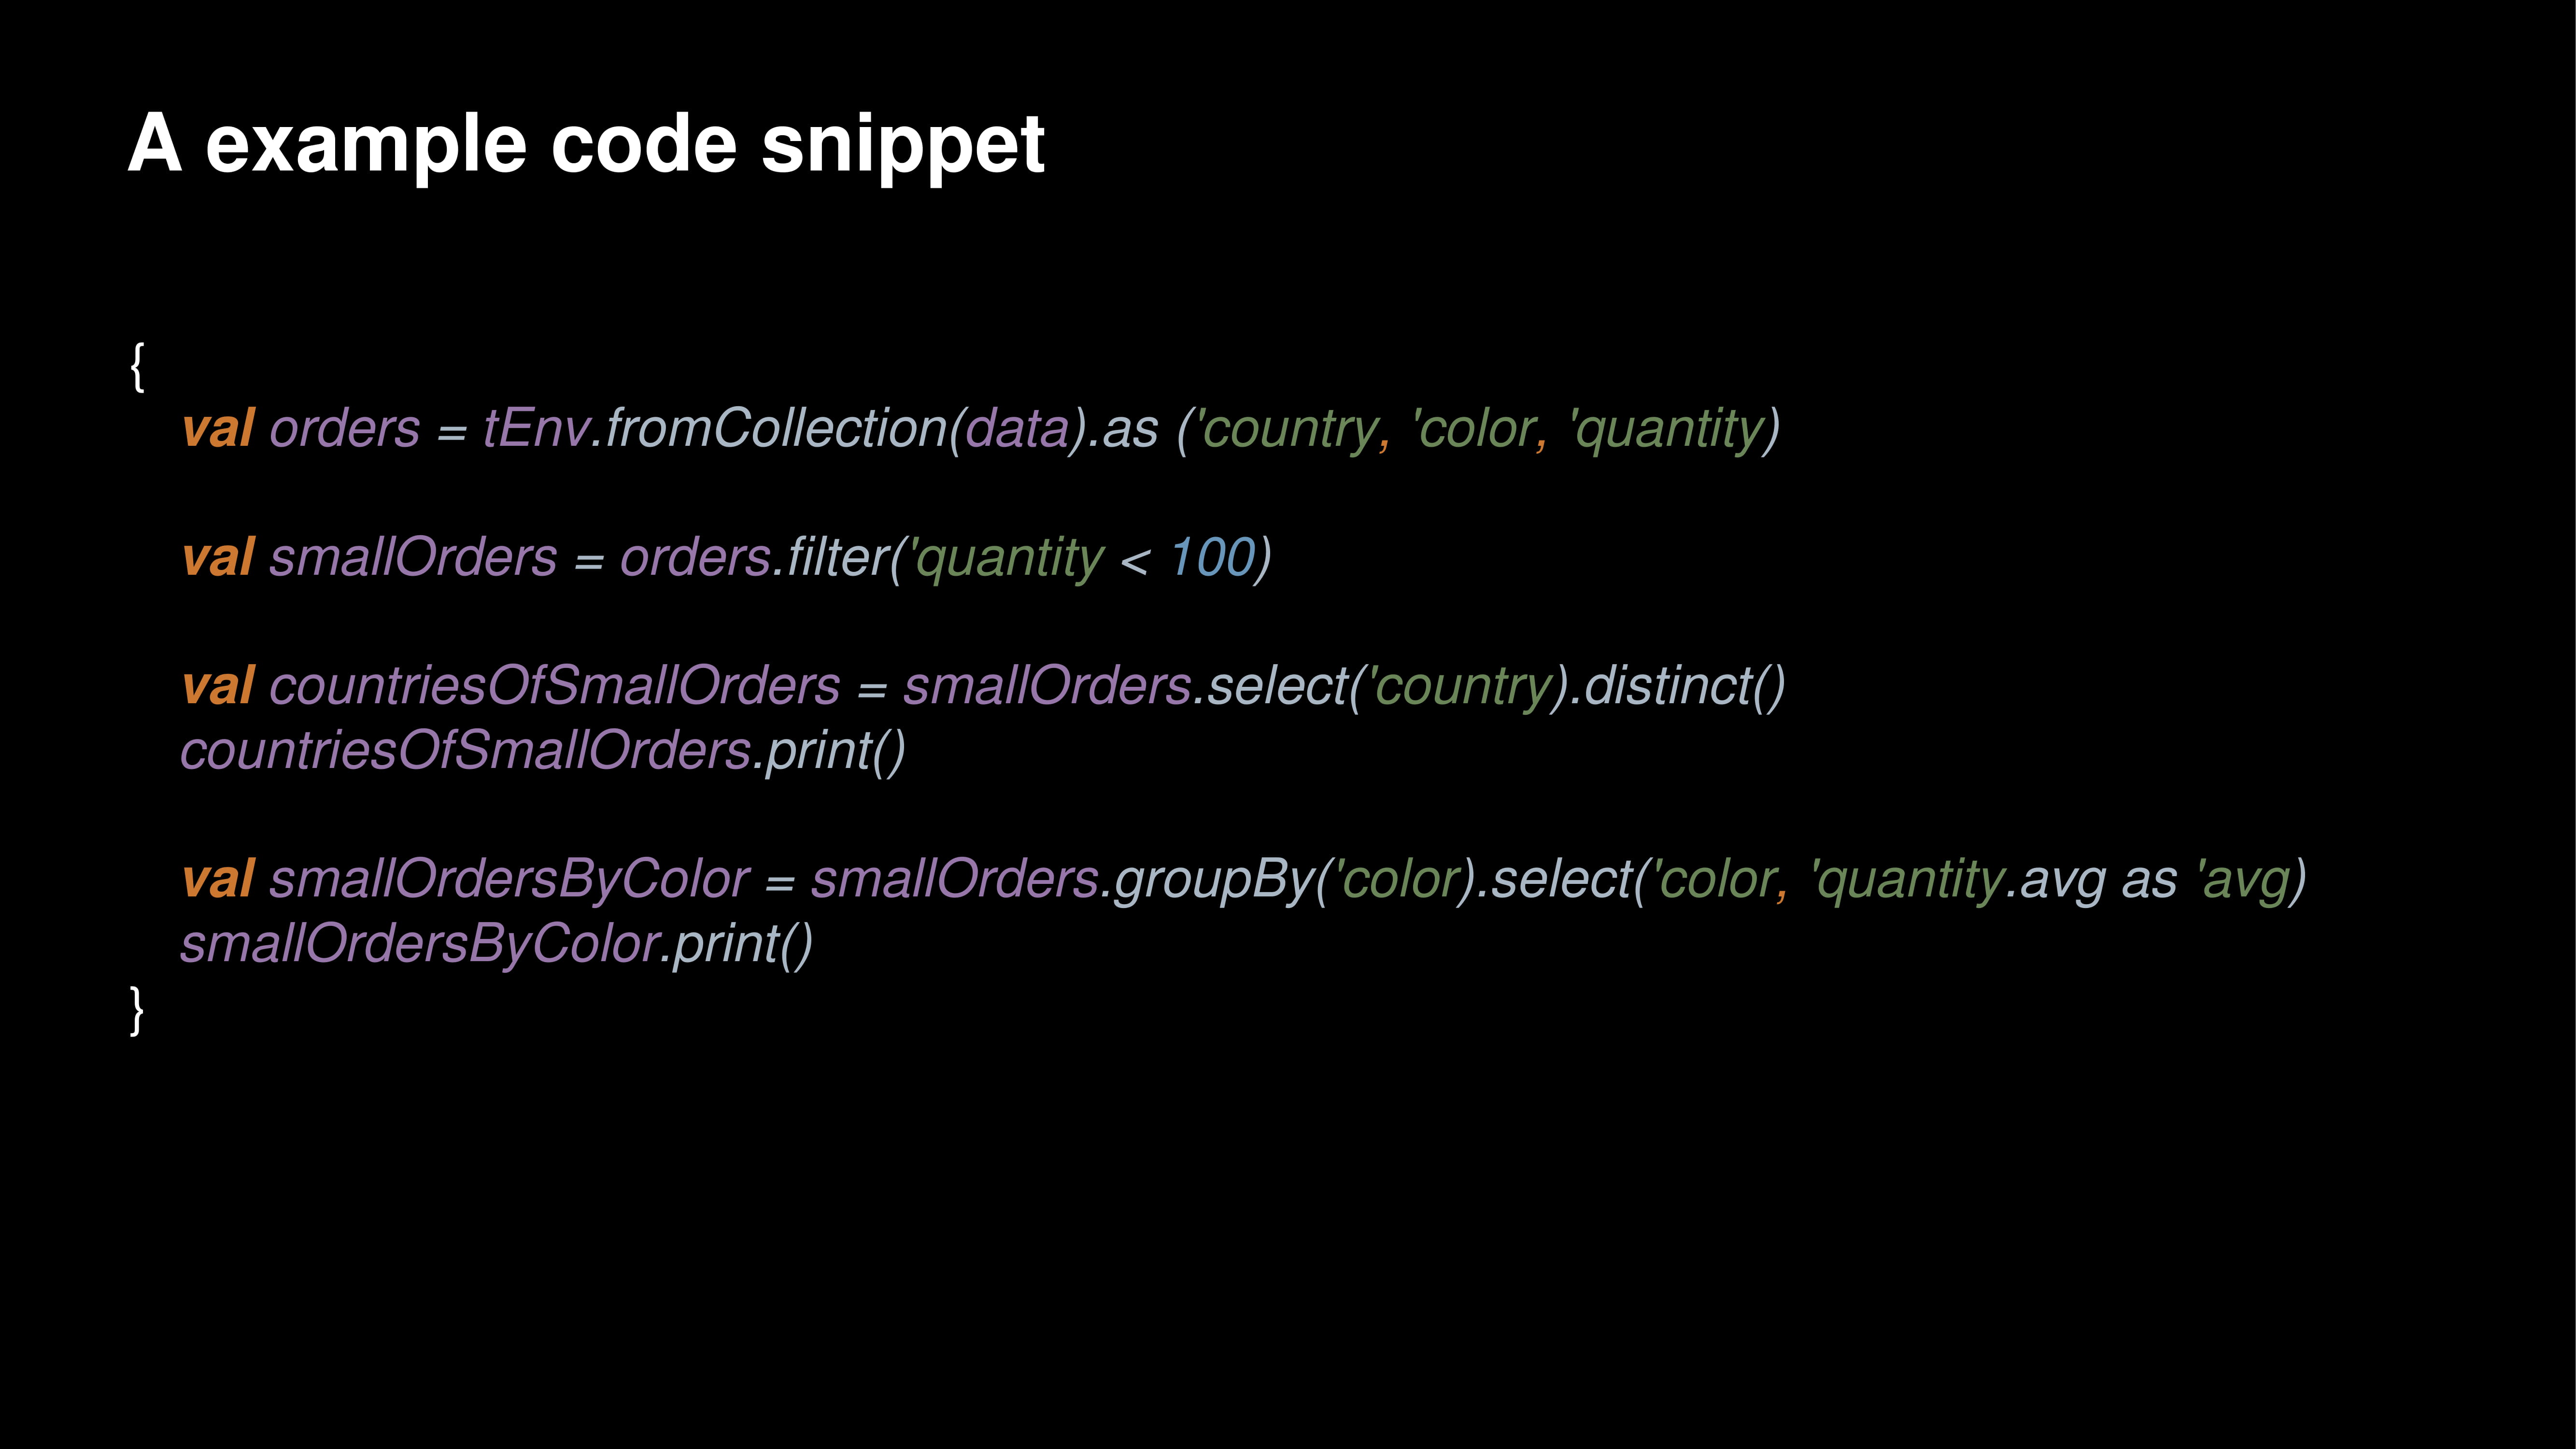 A example code snippet
{
val orders = tEnv.fromCollection(data).as ('country, 'color, 'quantity)
val smallOrders = orders.filter('quantity < 100)
val countriesOfSmallOrders = smallOrders.select('country).distinct()
countriesOfSmallOrders.print()
val smallOrdersByColor = smallOrders.groupBy('color).select('color, 'quantity.avg as 'avg)
smallOrdersByColor.print()
}